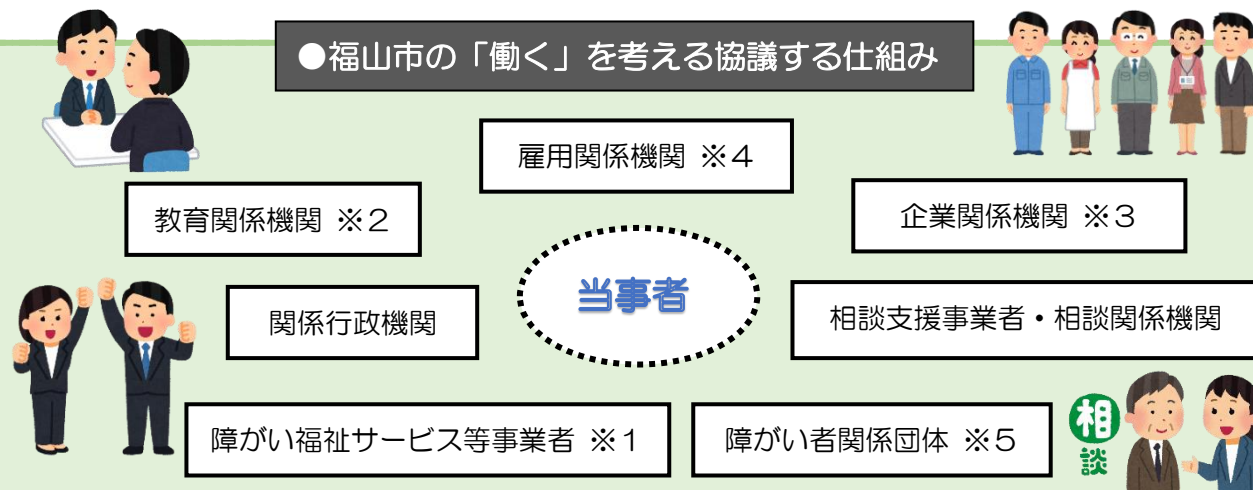 ●福山市の「働く」を考える協議する仕組み
雇用関係機関 ※4
教育関係機関 ※2
企業関係機関 ※3
当事者
関係行政機関
相談支援事業者・相談関係機関
障がい福祉サービス等事業者 ※1
障がい者関係団体 ※5
相
談